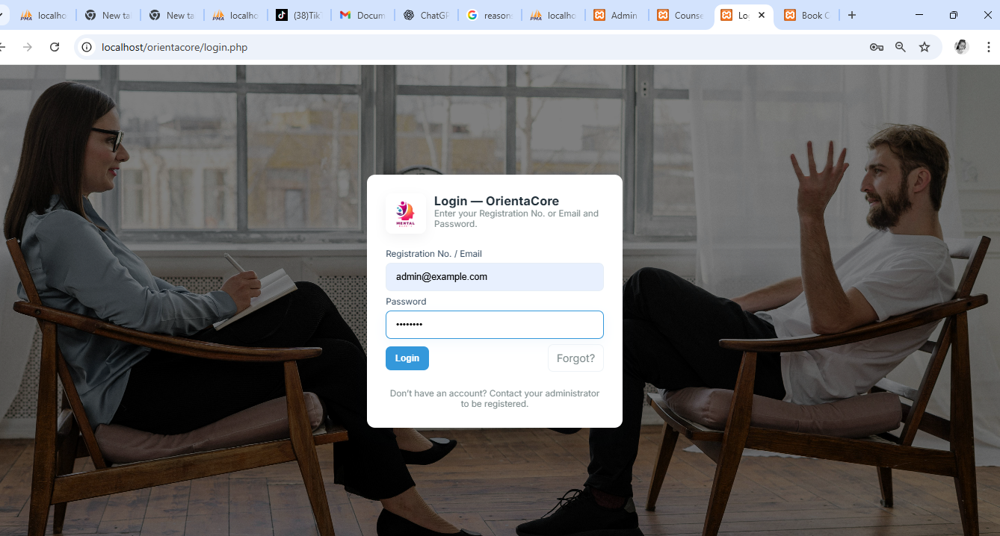 localho
New ta
New ta
localho
(38)Tik
Docum
ChatGP
reason
localho
Admin
Counse
Lo
Book C
localhost/orientacore/login.php
MENTAL
Login — OrientaCore
Enter your Registration No. or Email and
Password.
Registration No. / Email
admin@example.com
Password
••••••••
Login
Forgot?
Don't have an account? Contact your administrator
to be registered.